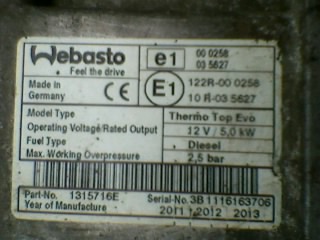 Webasto
Feel the drive
e1
00 0258
03 5627
Made in
Germany
CE
E1
122R-00 0258
10 R-03 5627
Model Type Thermo Top Evo
Operating Voltage/Rated Output 12 V / 5,0 kW
Fuel Type Diesel
Max. Working Overpressure 2,5 bar
Part-No. 1315716E Serial-No. 3B 1116163706
Year of Manufacture 2011 2012 2013